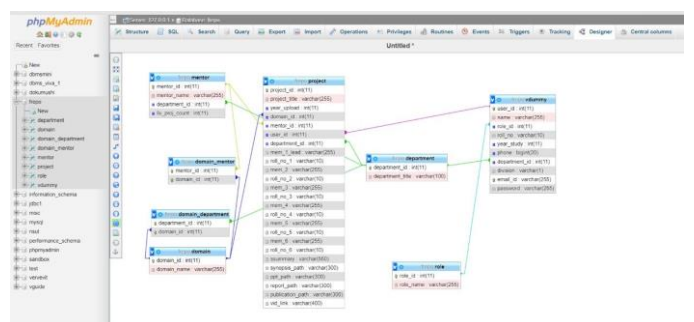 phpMyAdmin
Recent Favorites
New
dokumushi
New
department
domain
domain_department
domain_mentor
mentor
project
role
vdummy
information_schema
jdbc1
misc
mysql
performance_schema
phpmyadmin
sandbox
test
vguide
Structure SQL Search Query Export Import Operations Privileges Routines Events Triggers Tracking Designer Central columns
Untitled *
mentor
mentor_id : int(11)
mentor_name : varchar(255)
department_id : int(11)
domain_mentor
mentor_id : int(11)
domain_id : int(11)
domain_department
department_id : int(11)
domain_id : int(11)
domain
domain_id : int(11)
domain_name : varchar(255)
project
project_id : int(11)
project_title : varchar(255)
year_upload : int(11)
domain_id : int(11)
mentor_id : int(11)
user_id : int(11)
department_id : int(11)
mem_1_lead : varchar(255)
roll_no_1 : varchar(10)
mem_2 : varchar(255)
roll_no_2 : varchar(10)
mem_3 : varchar(255)
roll_no_3 : varchar(10)
mem_4 : varchar(255)
roll_no_4 : varchar(10)
mem_5 : varchar(255)
roll_no_5 : varchar(10)
mem_6 : varchar(255)
roll_no_6 : varchar(10)
synopsis_path : varchar(300)
ppt_path : varchar(300)
report_path : varchar(300)
publication_path : varchar(300)
vid_link : varchar(400)
department
department_id : int(11)
department_title : varchar(100)
vdummy
user_id : int(11)
name : varchar(255)
role_id : int(11)
roll_no : varchar(10)
year_study : int(11)
phone : bigint(20)
department_id : int(11)
email_id : varchar(255)
password : varchar(255)
role
role_id : int(11)
role_name : varchar(255)